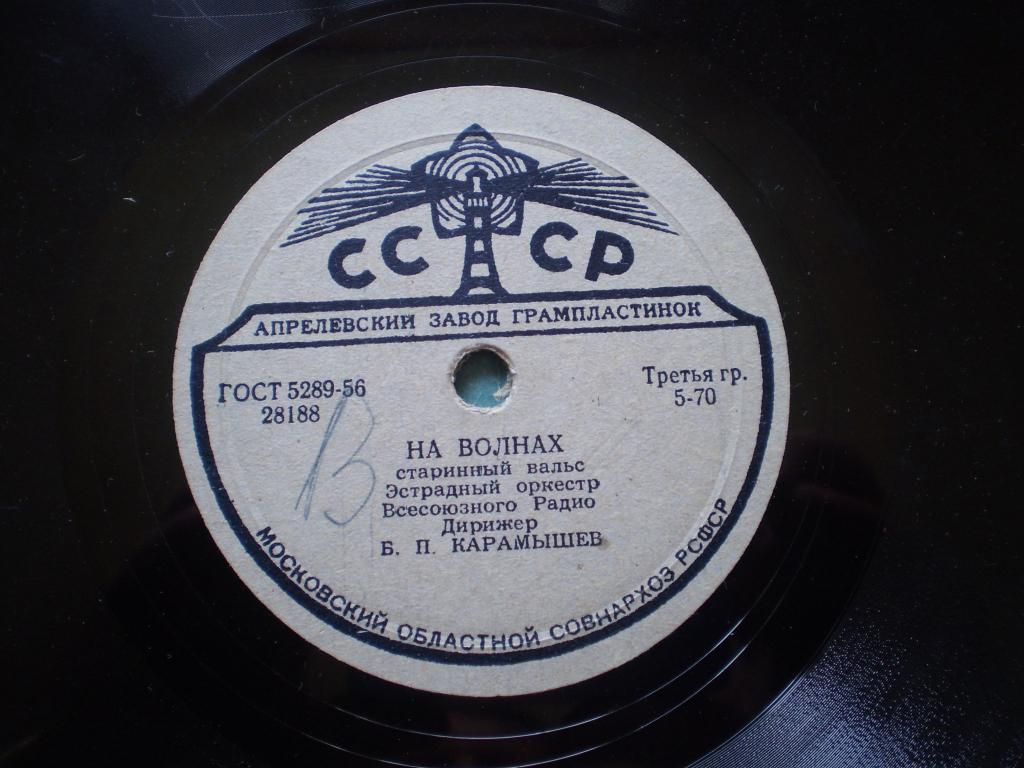 СССР
АПРЕЛЕВСКИЙ ЗАВОД ГРАМПЛАСТИНОК
ГОСТ 5289-56
28188
Третья гр.
5-70
В
НА ВОЛНАХ
старинный вальс
Эстрадный оркестр
Всесоюзного Радио
Дирижер
Б. П. КАРАМЫШЕВ
МОСКОВСКИЙ ОБЛАСТНОЙ СОВНАРХОЗ РСФСР